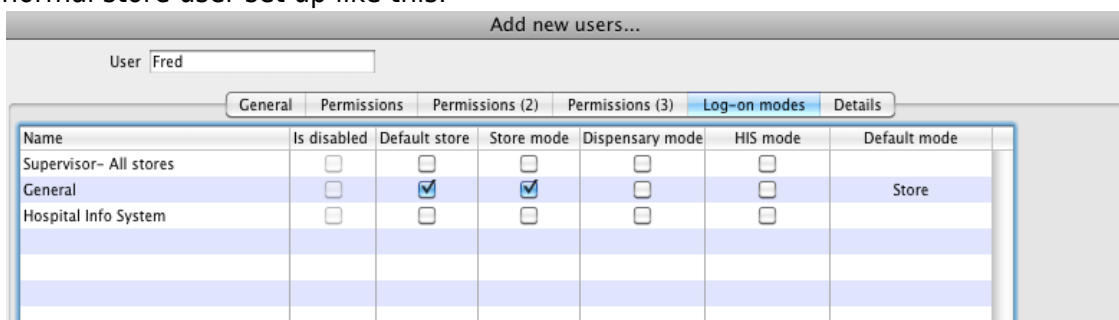 normal store user set up like this:
Add new users...
User Fred
General Permissions Permissions (2) Permissions (3) Log-on modes Details
Name Is disabled Default store Store mode Dispensary mode HIS mode Default mode
Supervisor- All stores
General Store
Hospital Info System